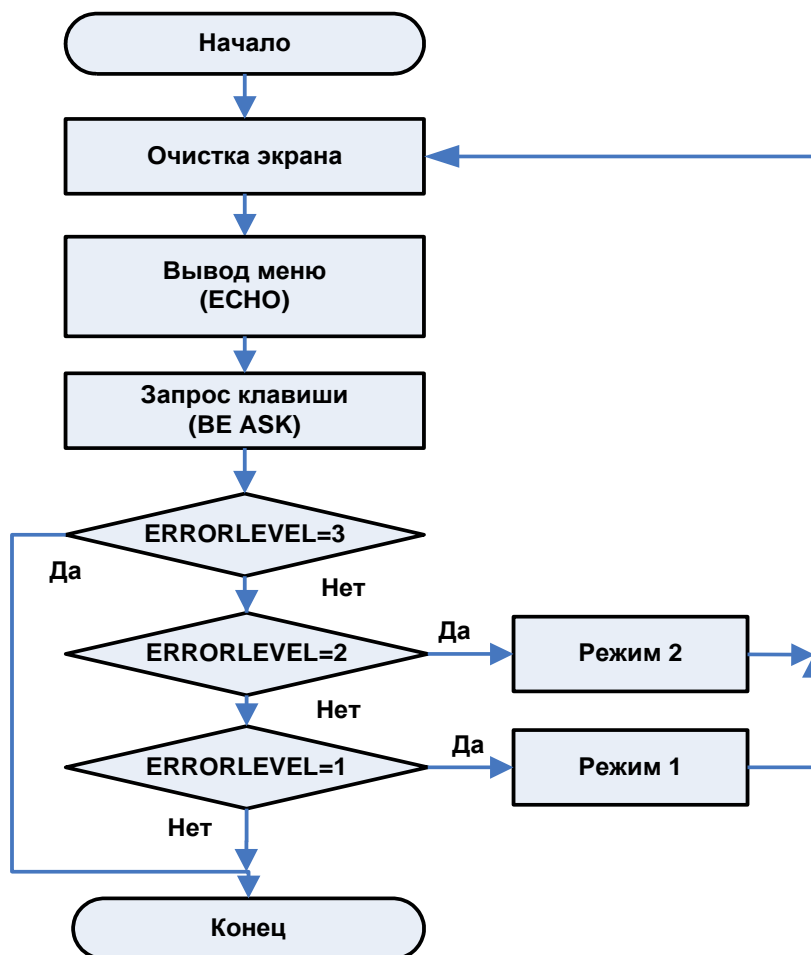 Начало
Очистка экрана
Вывод меню
(ECHO)
Запрос клавиши
(BE ASK)
ERRORLEVEL=3
Да
Нет
ERRORLEVEL=2
Да
Режим 2
Нет
ERRORLEVEL=1
Да
Режим 1
Нет
Конец